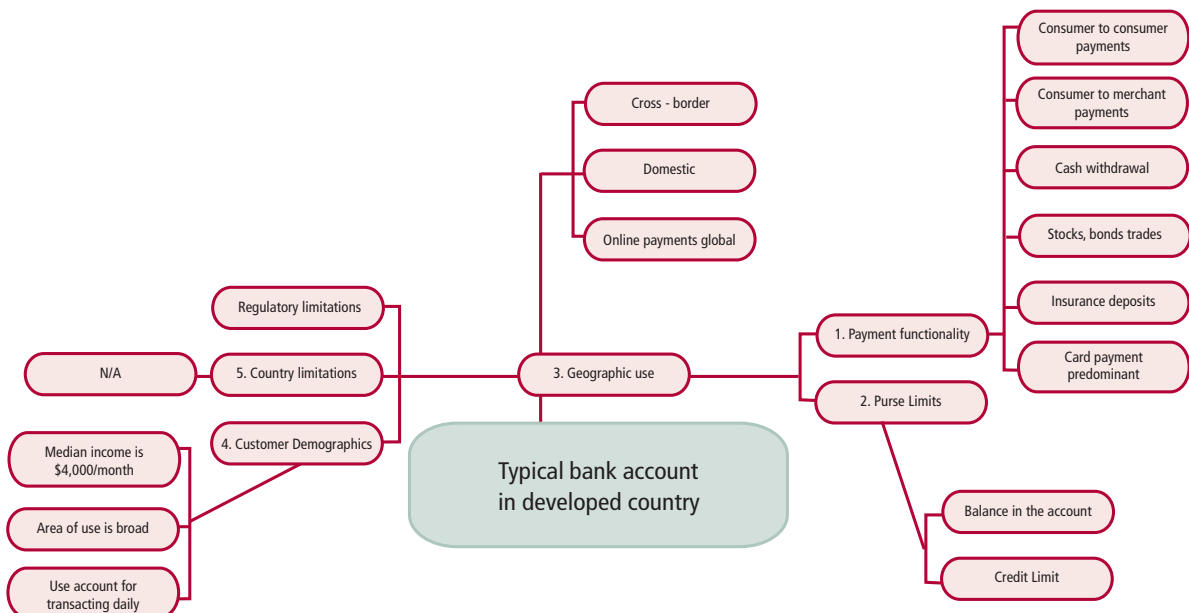 Consumer to consumer
payments
Consumer to merchant
payments
Cash withdrawal
Stocks, bonds trades
Insurance deposits
Card payment
predominant
Cross - border
Domestic
Online payments global
Regulatory limitations
N/A
5. Country limitations
4. Customer Demographics
3. Geographic use
1. Payment functionality
2. Purse Limits
Median income is
$4,000/month
Area of use is broad
Use account for
transacting daily
Typical bank account
in developed country
Balance in the account
Credit Limit